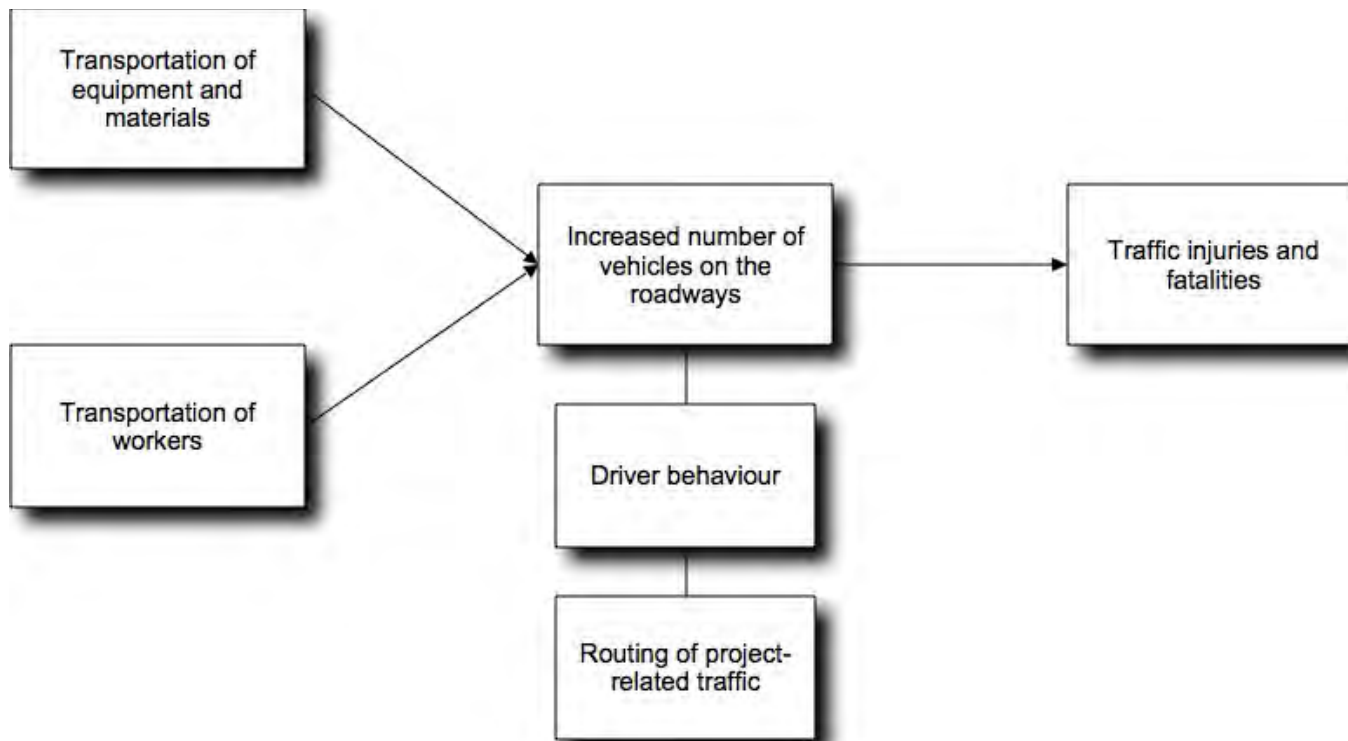 Transportation of
equipment and
materials
Increased number of
vehicles on the
roadways
Traffic injuries and
fatalities
Transportation of
workers
Driver behaviour
Routing of project-
related traffic